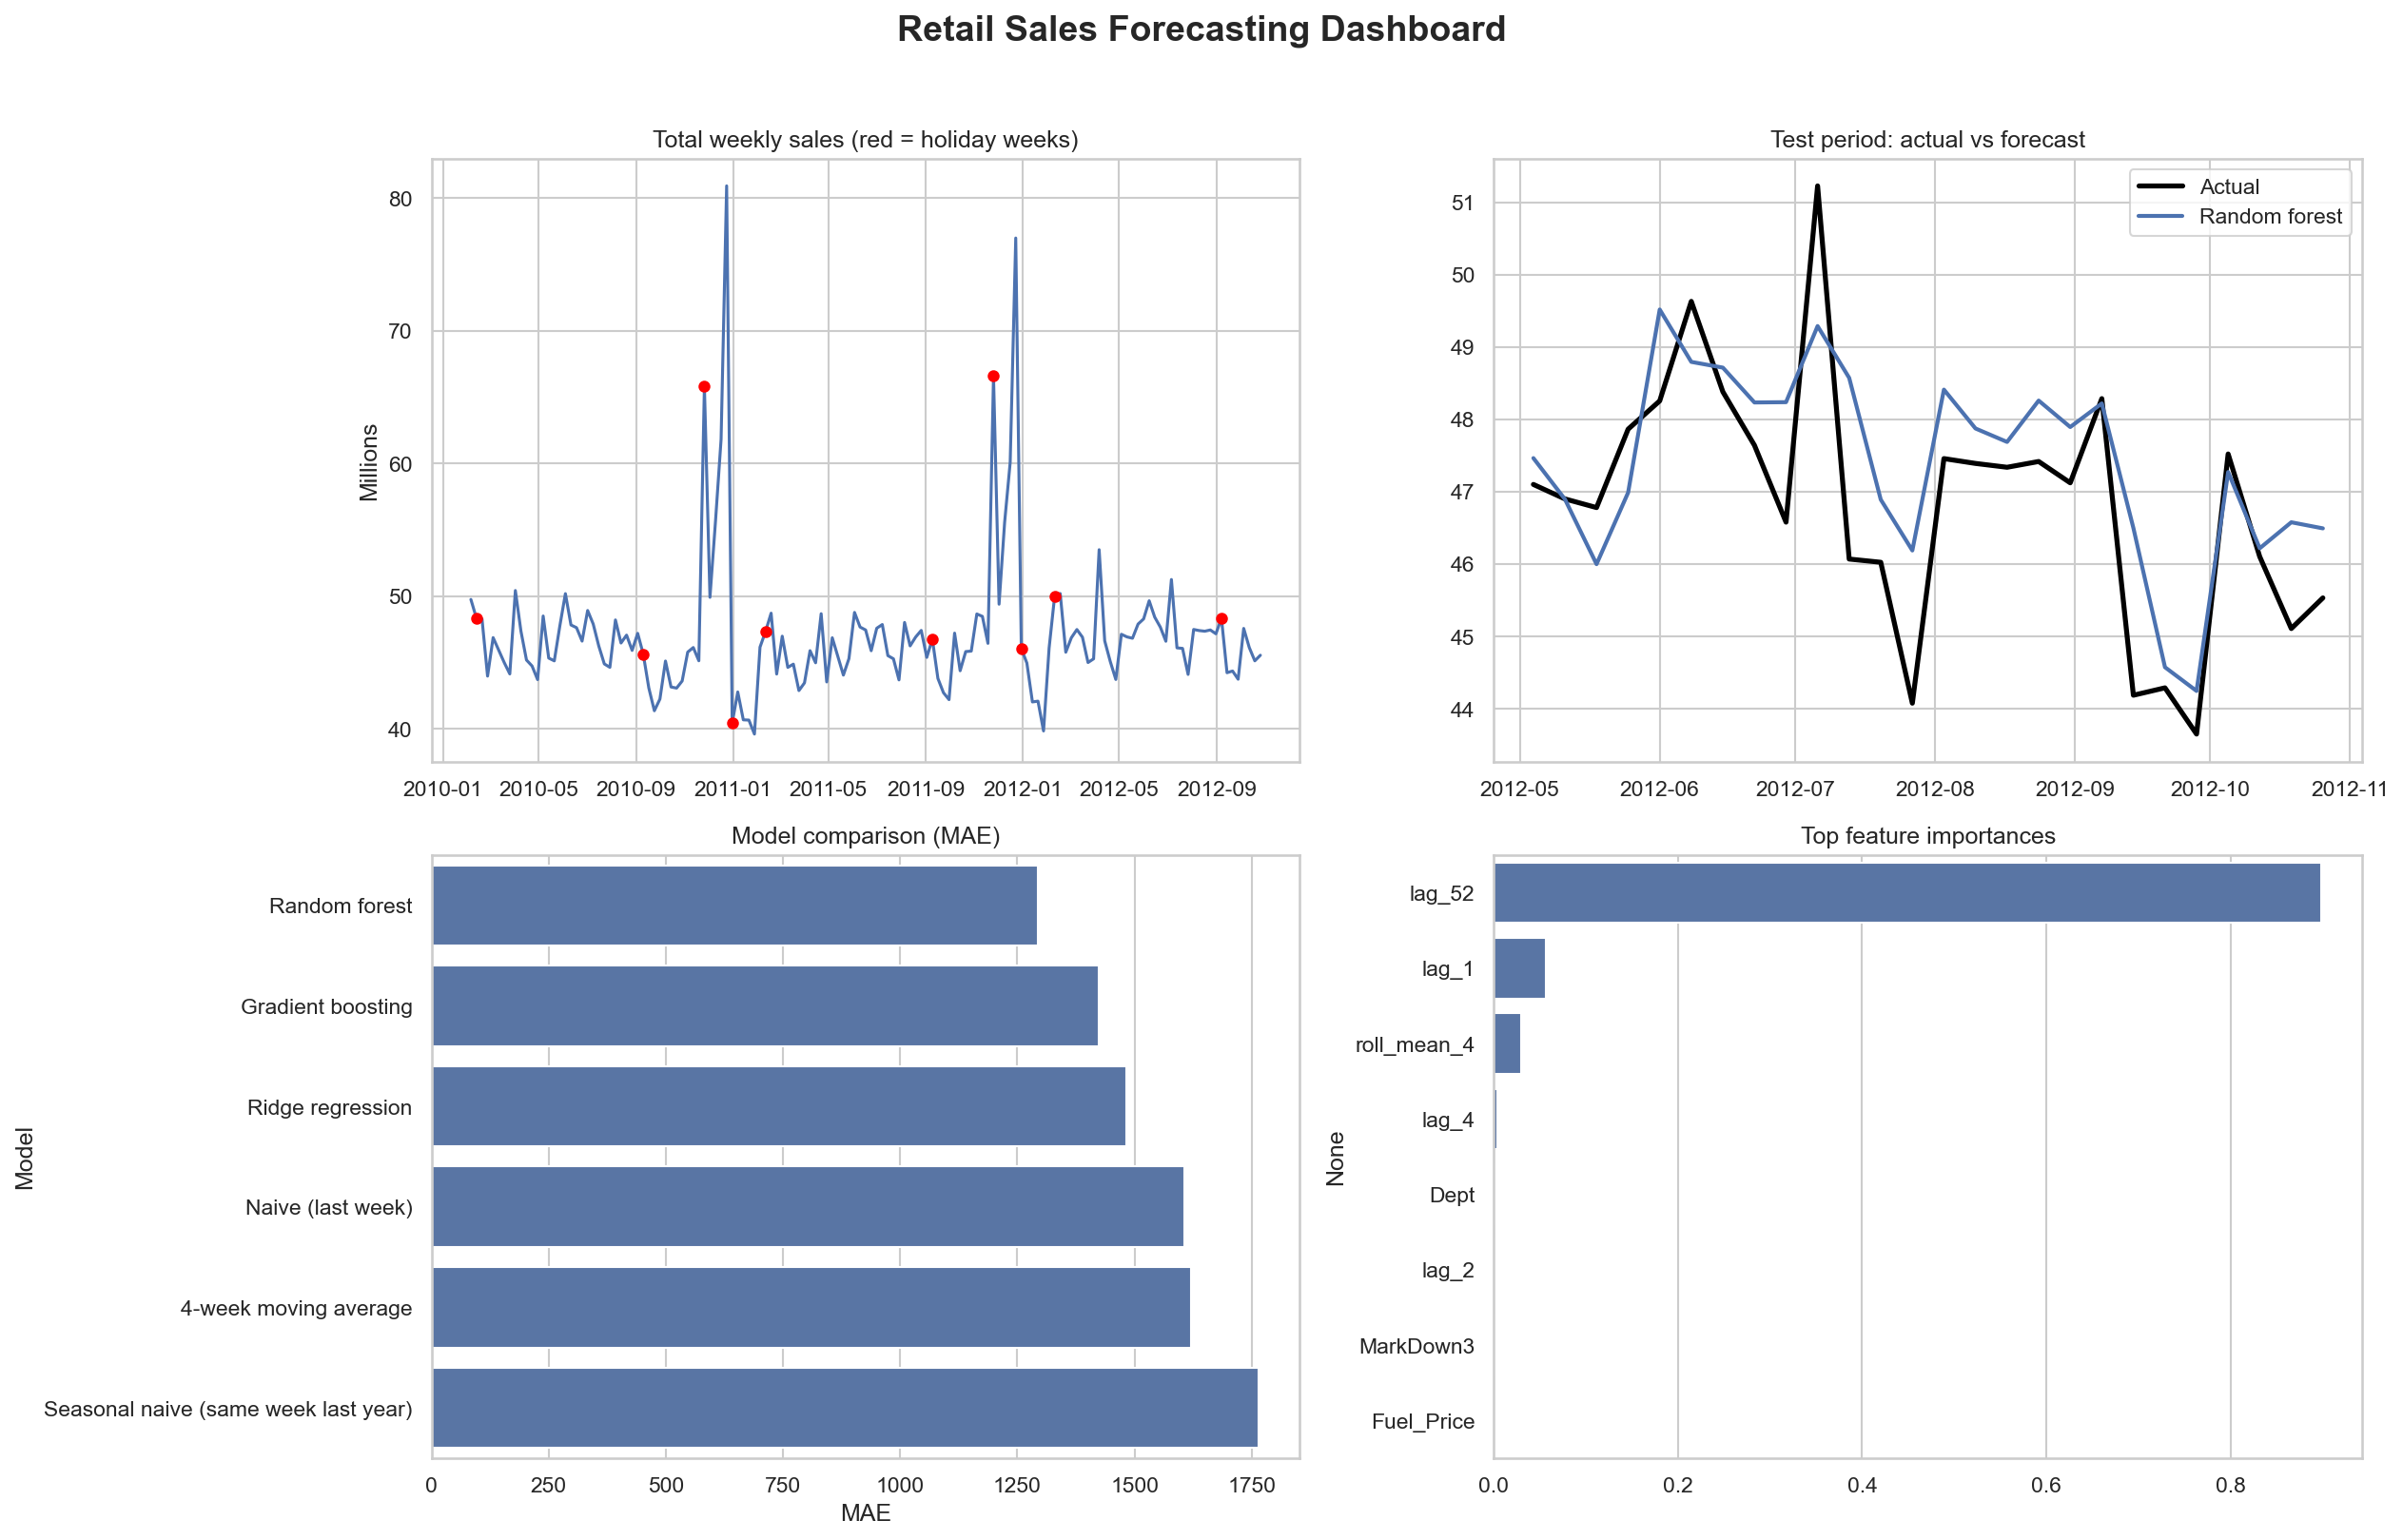 Retail Sales Forecasting Dashboard
Total weekly sales (red = holiday weeks)
Millions
80
70
60
50
40
2010-01 2010-05 2010-09 2011-01 2011-05 2011-09 2012-01 2012-05 2012-09
Test period: actual vs forecast
Actual
Random forest
51
50
49
48
47
46
45
44
2012-05 2012-06 2012-07 2012-08 2012-09 2012-10 2012-11
Model comparison (MAE)
Model
Random forest
Gradient boosting
Ridge regression
Naive (last week)
4-week moving average
Seasonal naive (same week last year)
0 250 500 750 1000 1250 1500 1750
MAE
Top feature importances
None
lag_52
lag_1
roll_mean_4
lag_4
Dept
lag_2
MarkDown3
Fuel_Price
0.0 0.2 0.4 0.6 0.8